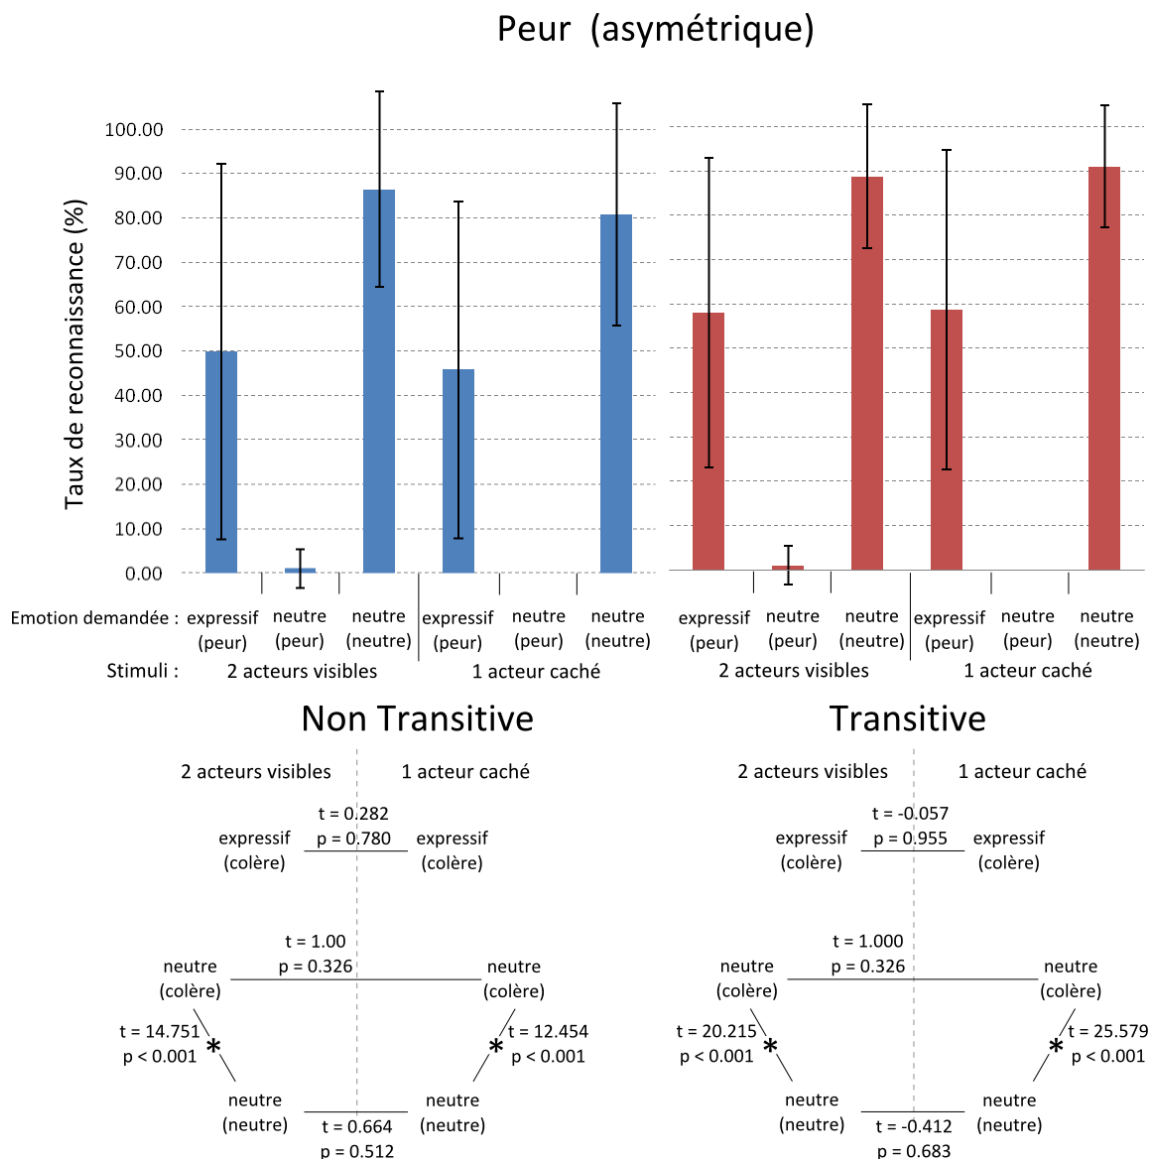 Peur (asymétrique)
Taux de reconnaissance (%)
100.00
90.00
80.00
70.00
60.00
50.00
40.00
30.00
20.00
10.00
0.00
Emotion demandée : expressif neutre neutre expressif neutre neutre expressif neutre neutre expressif neutre neutre
(peur) (peur) (neutre) (peur) (peur) (neutre) (peur) (peur) (neutre) (peur) (peur) (neutre)
Stimuli : 2 acteurs visibles 1 acteur caché 2 acteurs visibles 1 acteur caché
Non Transitive
2 acteurs visibles 1 acteur caché
t = 0.282
p = 0.780
expressif expressif
(colère) (colère)
t = 1.00
p = 0.326
neutre neutre
(colère) (colère)
t = 14.751 * * t = 12.454
p < 0.001 p < 0.001
neutre neutre
(neutre) (neutre)
t = 0.664
p = 0.512
Transitive
2 acteurs visibles 1 acteur caché
t = -0.057
p = 0.955
expressif expressif
(colère) (colère)
t = 1.000
p = 0.326
neutre neutre
(colère) (colère)
t = 20.215 * * t = 25.579
p < 0.001 p < 0.001
neutre neutre
(neutre) (neutre)
t = -0.412
p = 0.683